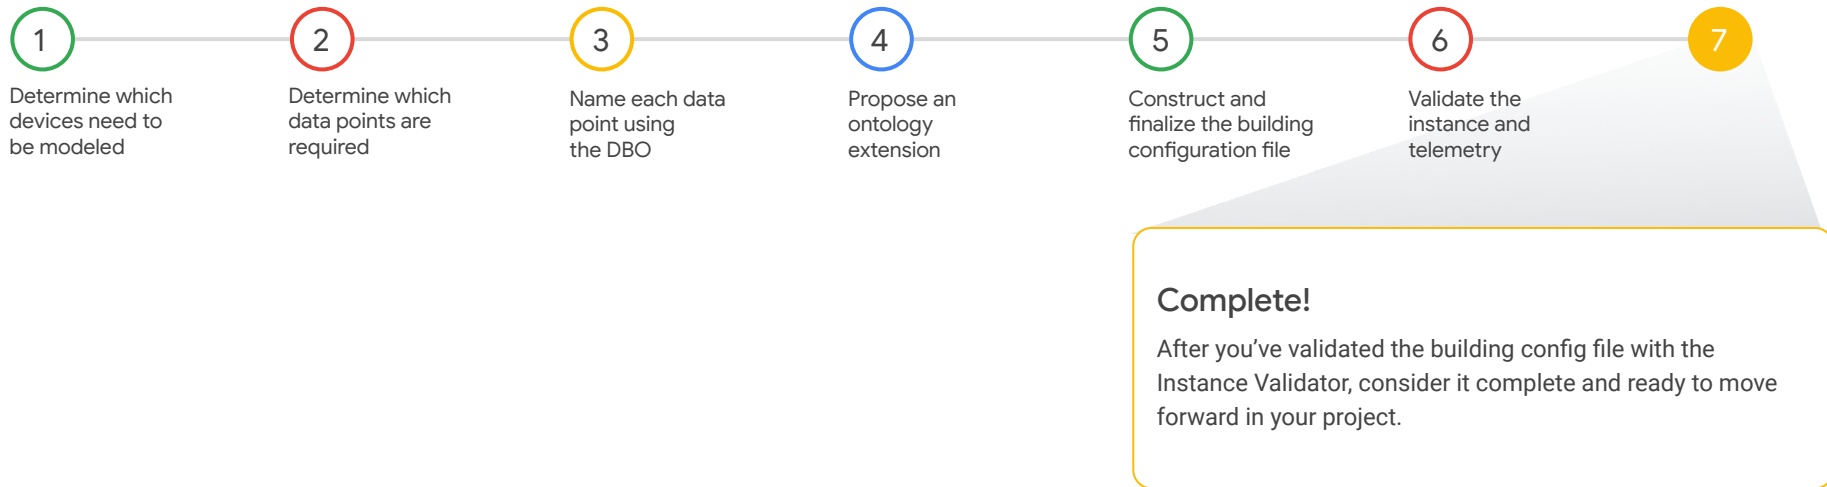 1
Determine which
devices need to
be modeled
2
Determine which
data points are
required
3
Name each data
point using
the DBO
4
Propose an
ontology
extension
5
Construct and
finalize the building
configuration file
6
Validate the
instance and
telemetry
7
Complete!
After you’ve validated the building config file with the
Instance Validator, consider it complete and ready to move
forward in your project.